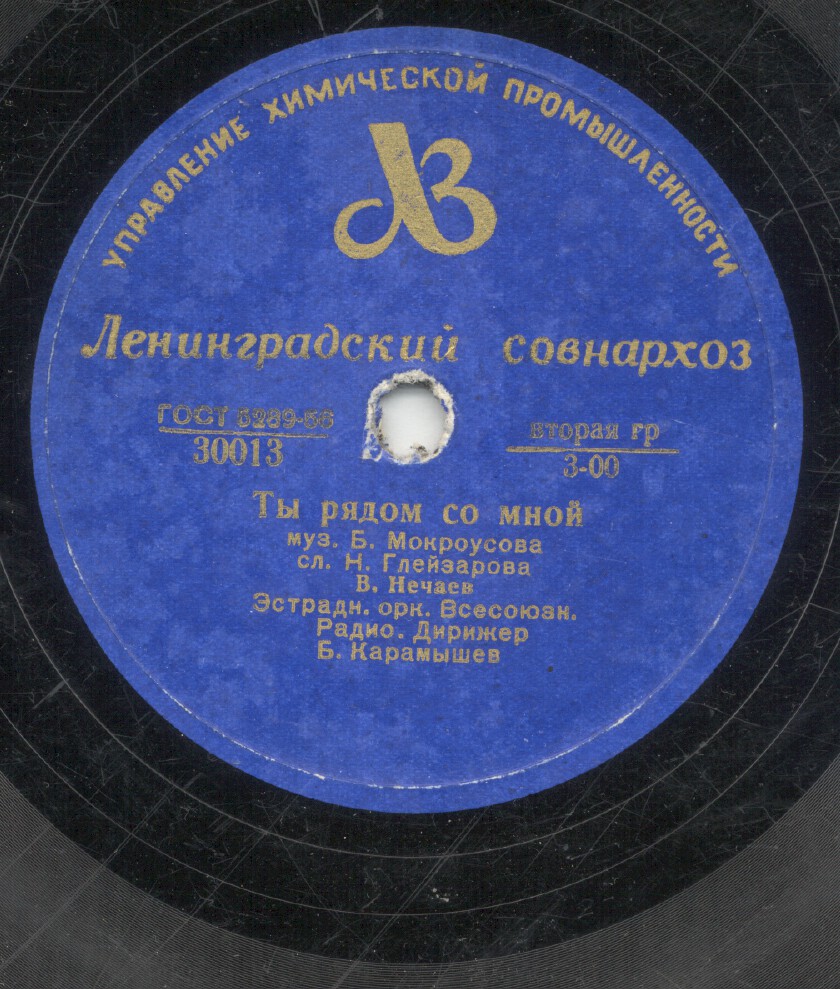 УПРАВЛЕНИЕ ХИМИЧЕСКОЙ ПРОМЫШЛЕННОСТИ
ЛЗ
Ленинградский совнархоз
ГОСТ 5289-56
30013
вторая гр
3-00
Ты рядом со мной
муз. Б. Мокроусова
сл. Н. Глейзарова
В. Нечаев
Эстрадн. орк. Всесоюзн.
Радио. Дирижер
Б. Карамышев